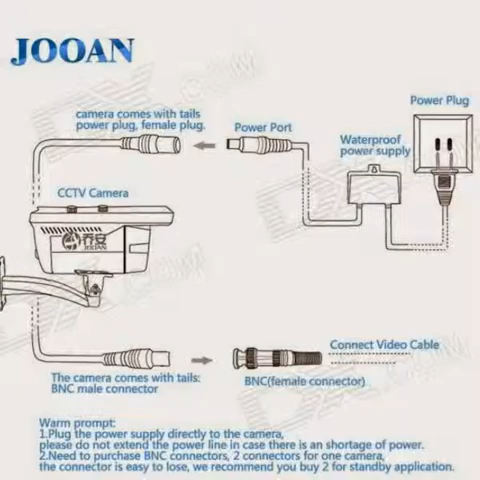 JOOAN
camera comes with tails
power plug, female plug.
Power Port
Power Plug
Waterproof
power supply
CCTV Camera
乔安
JOOAN
Connect Video Cable
The camera comes with tails:
BNC male connector
BNC(female connector)
Warm prompt:
1.Plug the power supply directly to the camera,
please do not extend the power line in case there is an shortage of power.
2.Need to purchase BNC connectors, 2 connectors for one camera,
the connector is easy to lose, we recommend you buy 2 for standby application.